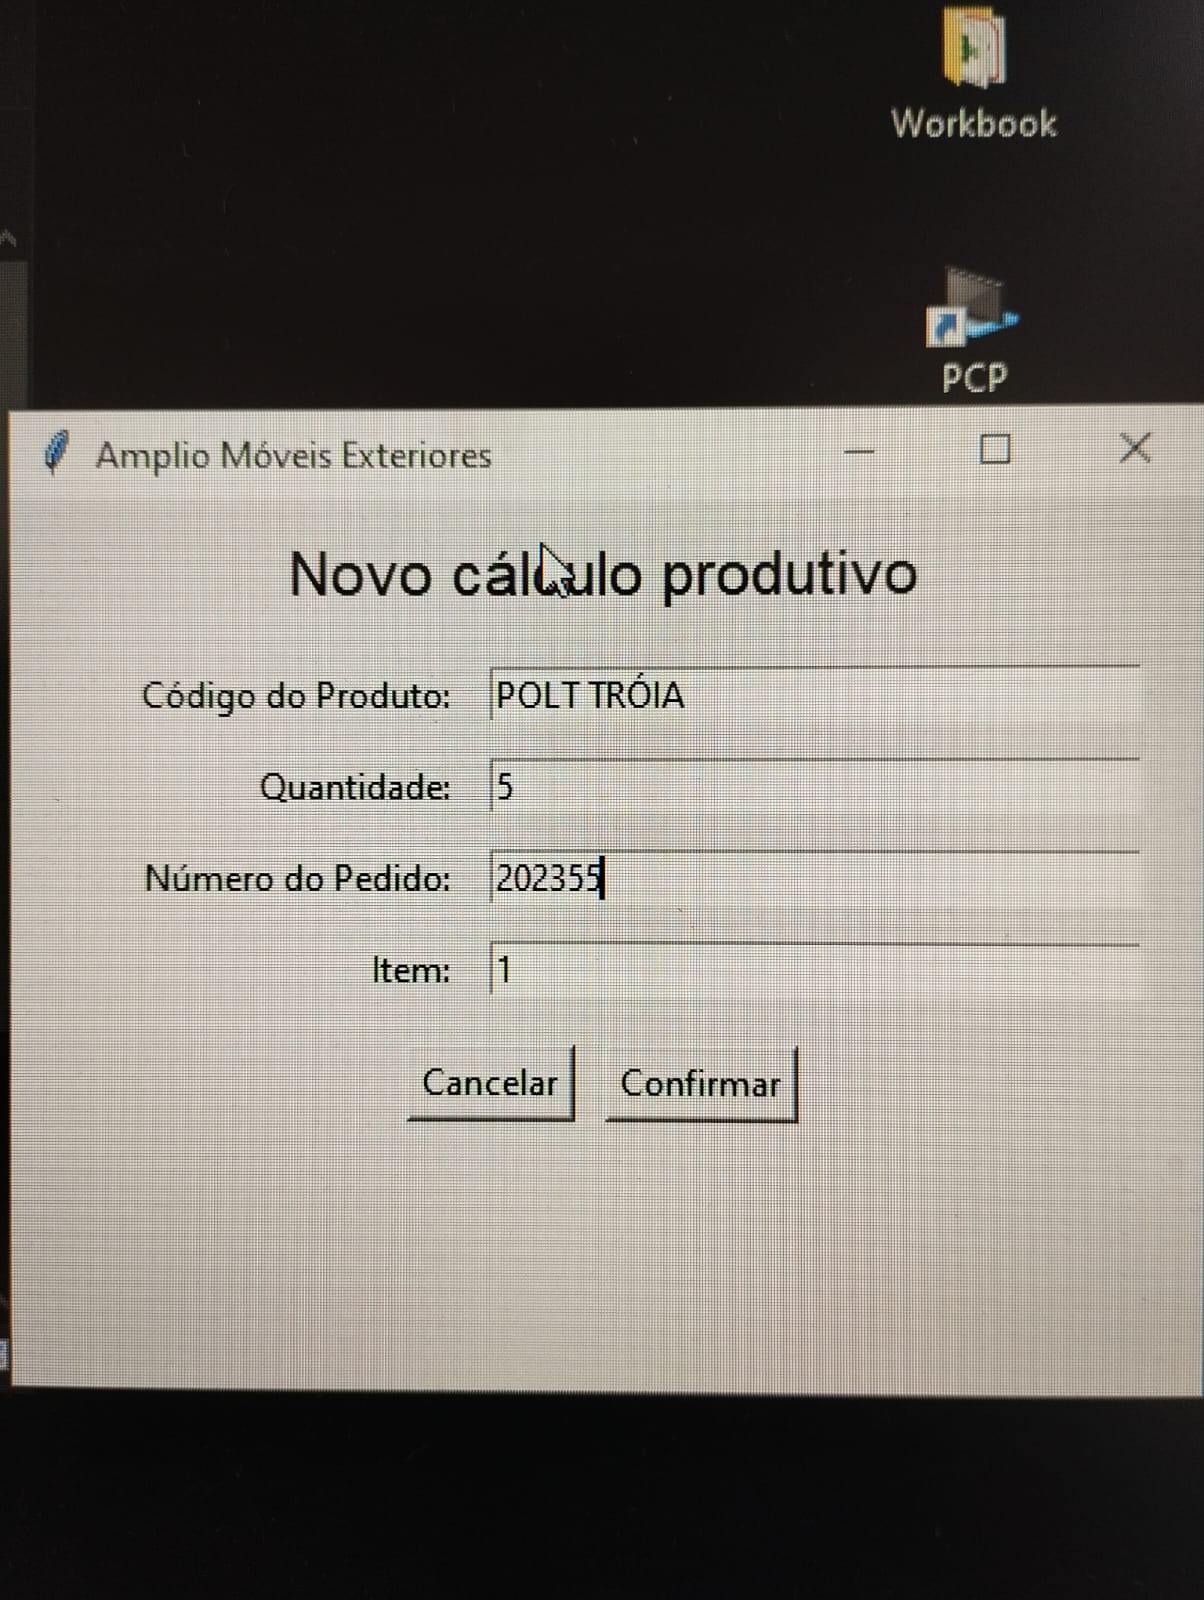 Workbook
PCP
Amplio Móveis Exteriores
Novo cálculo produtivo
Código do Produto: POLT TRÓIA
Quantidade: 5
Número do Pedido: 202355
Item: 1
Cancelar Confirmar